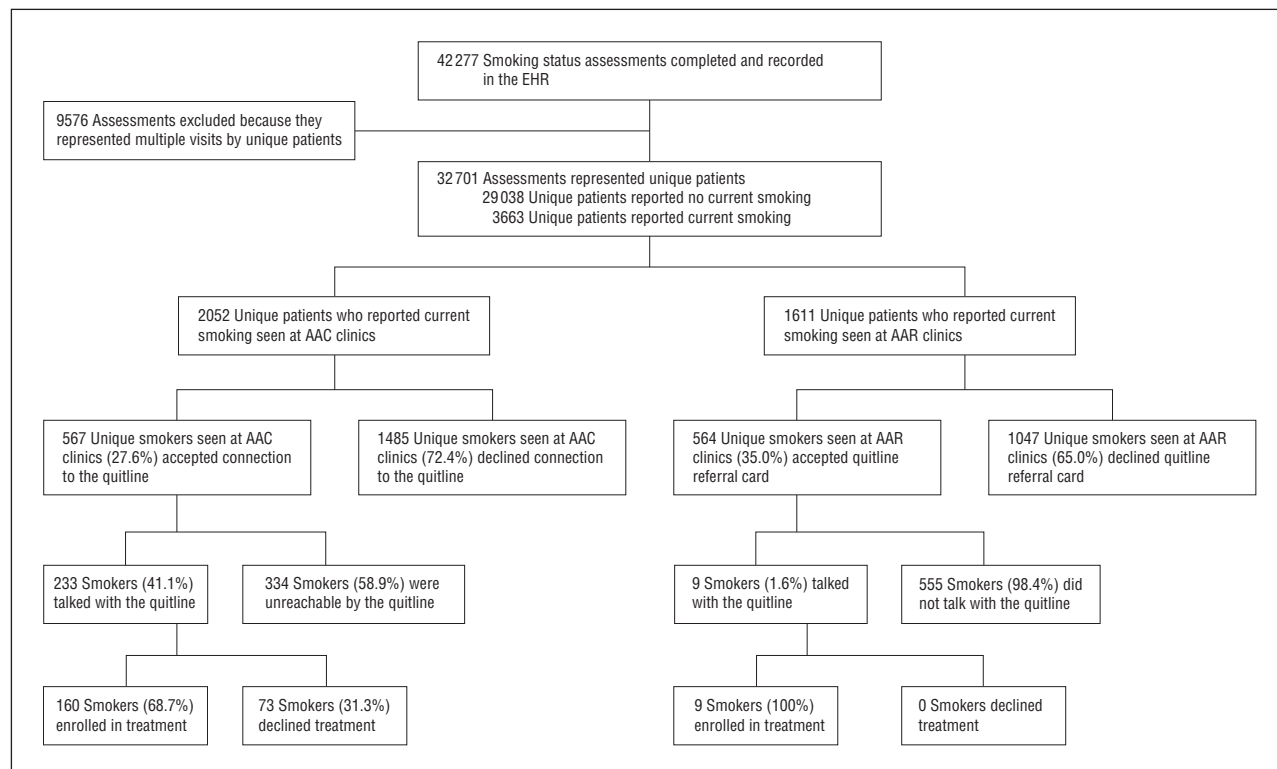 42 277 Smoking status assessments completed and recorded
in the EHR
9576 Assessments excluded because they
represented multiple visits by unique patients
32 701 Assessments represented unique patients
29 038 Unique patients reported no current smoking
3663 Unique patients reported current smoking
2052 Unique patients who reported current
smoking seen at AAC clinics
1611 Unique patients who reported current
smoking seen at AAR clinics
567 Unique smokers seen at AAC
clinics (27.6%) accepted connection
to the quitline
1485 Unique smokers seen at AAC
clinics (72.4%) declined connection
to the quitline
564 Unique smokers seen at AAR
clinics (35.0%) accepted quitline
referral card
1047 Unique smokers seen at AAR
clinics (65.0%) declined quitline
referral card
233 Smokers (41.1%)
talked with the quitline
334 Smokers (58.9%) were
unreachable by the quitline
9 Smokers (1.6%) talked
with the quitline
555 Smokers (98.4%) did
not talk with the quitline
160 Smokers (68.7%)
enrolled in treatment
73 Smokers (31.3%)
declined treatment
9 Smokers (100%)
enrolled in treatment
0 Smokers declined
treatment